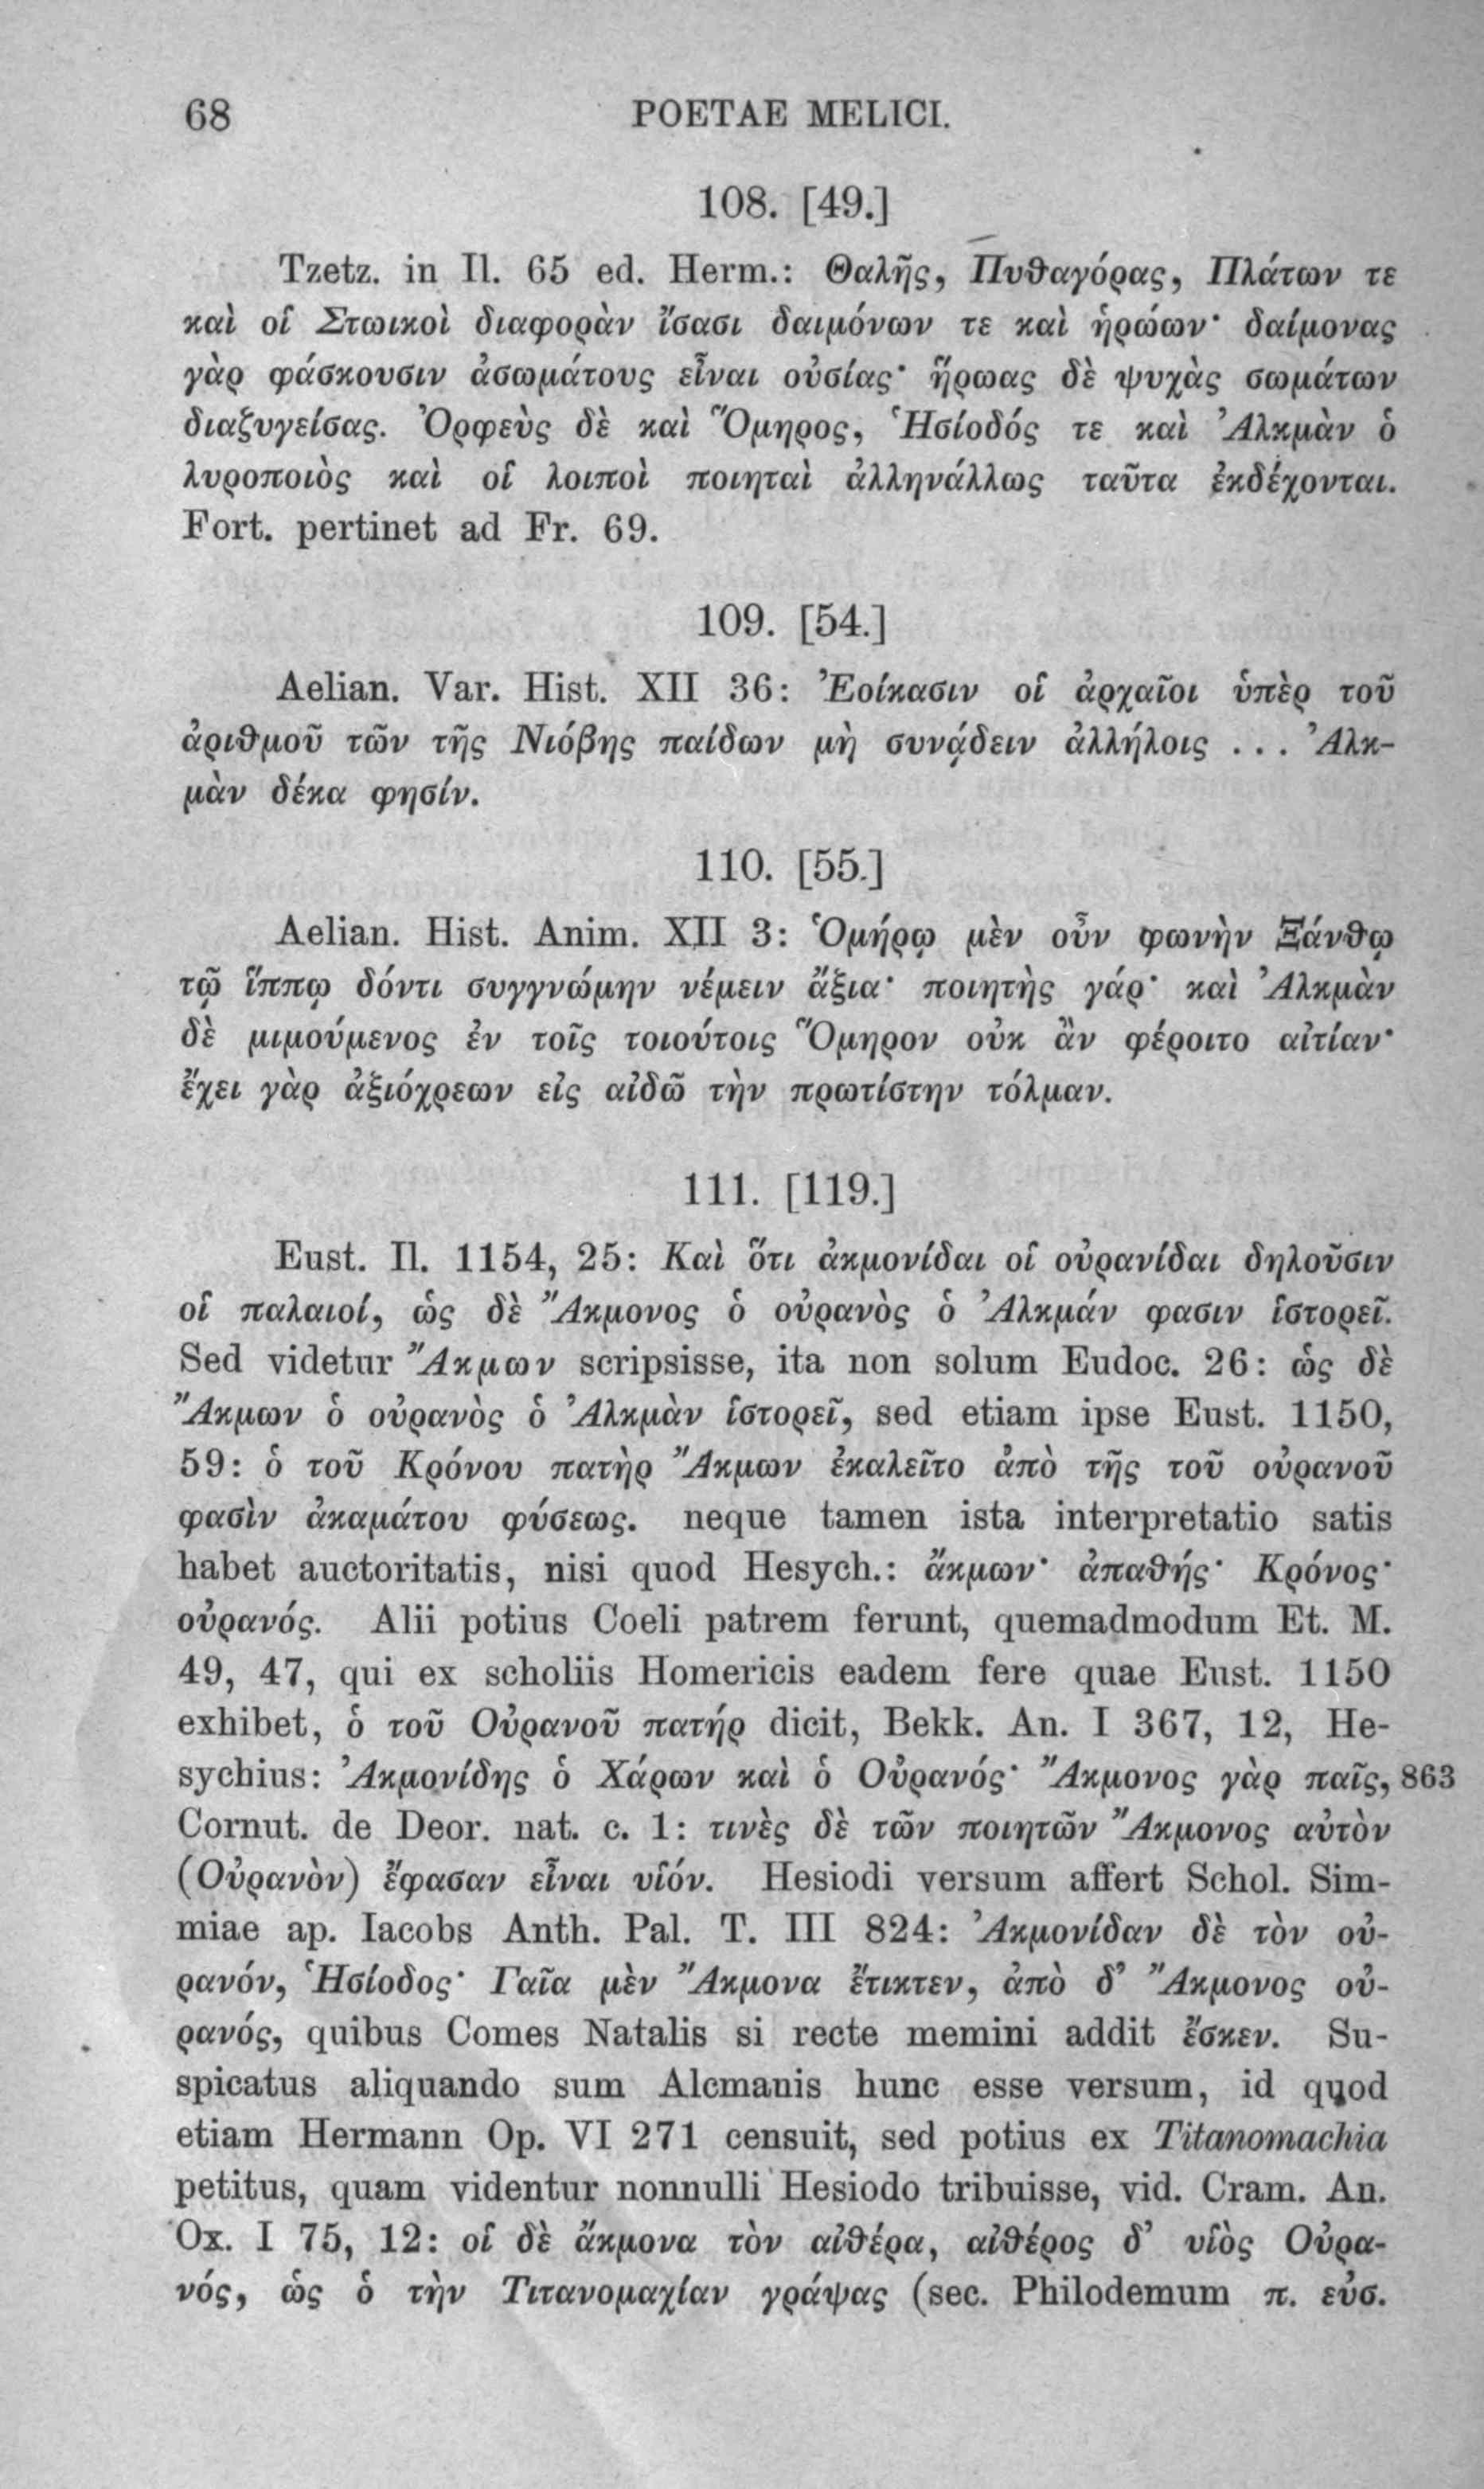 68 POETAE MELICI.
108. [49.]
Tzetz. in Il. 65 ed. Herm.: Θαλῆς, Πυθαγόρας, Πλάτων τε
καὶ οἱ Στωικοὶ διαφορὰν ἴσασι δαιμόνων τε καὶ ἡρώων· δαίμονας
γὰρ φάσκουσιν ἀσωμάτους εἶναι οὐσίας· ἥρωας δὲ ψυχὰς σωμάτων
διαζυγείσας. Ὀρφεὺς δὲ καὶ Ὅμηρος, Ἡσίοδός τε καὶ Ἀλκμὰν ὁ
λυροποιὸς καὶ οἱ λοιποὶ ποιηταὶ ἀλληνάλλως ταῦτα ἐκδέχονται.
Fort. pertinet ad Fr. 69.
109. [54.]
Aelian. Var. Hist. XII 36: Ἐοίκασιν οἱ ἀρχαῖοι ὑπὲρ τοῦ
ἀριθμοῦ τῶν τῆς Νιόβης παίδων μὴ συνᾴδειν ἀλλήλοις ... Ἀλκ-
μὰν δέκα φησίν.
110. [55.]
Aelian. Hist. Anim. XII 3: Ὁμήρῳ μὲν οὖν φωνὴν Ξάνθῳ
τῷ ἵππῳ δόντι συγγνώμην νέμειν ἄξια· ποιητὴς γάρ· καὶ Ἀλκμὰν
δὲ μιμούμενος ἐν τοῖς τοιούτοις Ὅμηρον οὐκ ἂν φέροιτο αἰτίαν·
ἔχει γὰρ ἀξιόχρεων εἰς αἰδῶ τὴν πρωτίστην τόλμαν.
111. [119.]
Eust. Il. 1154, 25: Καὶ ὅτι ἀκμονίδαι οἱ οὐρανίδαι δηλοῦσιν
οἱ παλαιοί, ὡς δὲ Ἄκμονος ὁ οὐρανὸς ὁ Ἀλκμάν φασιν ἱστορεῖ.
Sed videtur Ἄκμων scripsisse, ita non solum Eudoc. 26: ὡς δὲ
Ἄκμων ὁ οὐρανὸς ὁ Ἀλκμὰν ἱστορεῖ, sed etiam ipse Eust. 1150,
59: ὁ τοῦ Κρόνου πατὴρ Ἄκμων ἐκαλεῖτο ἀπὸ τῆς τοῦ οὐρανοῦ
φασὶν ἀκαμάτου φύσεως. neque tamen ista interpretatio satis
habet auctoritatis, nisi quod Hesych.: ἄκμων· ἀπαθής· Κρόνος·
οὐρανός. Alii potius Coeli patrem ferunt, quemadmodum Et. M.
49, 47, qui ex scholiis Homericis eadem fere quae Eust. 1150
exhibet, ὁ τοῦ Οὐρανοῦ πατήρ dicit, Bekk. An. I 367, 12, He-
sychius: Ἀκμονίδης ὁ Χάρων καὶ ὁ Οὐρανός· Ἄκμονος γὰρ παῖς, 863
Cornut. de Deor. nat. c. 1: τινὲς δὲ τῶν ποιητῶν Ἄκμονος αὐτὸν
(Οὐρανὸν) ἔφασαν εἶναι υἱόν. Hesiodi versum affert Schol. Sim-
miae ap. Iacobs Anth. Pal. T. III 824: Ἀκμονίδαν δὲ τὸν οὐ-
ρανόν, Ἡσίοδος· Γαῖα μὲν Ἄκμονα ἔτικτεν, ἀπὸ δ’ Ἄκμονος οὐ-
ρανός, quibus Comes Natalis si recte memini addit ἔσκεν. Su-
spicatus aliquando sum Alcmanis hunc esse versum, id quod
etiam Hermann Op. VI 271 censuit, sed potius ex Titanomachia
petitus, quam videntur nonnulli Hesiodo tribuisse, vid. Cram. An.
Ox. I 75, 12: οἱ δὲ ἄκμονα τὸν αἰθέρα, αἰθέρος δ’ υἱὸς Οὐρα-
νός, ὡς ὁ τὴν Τιτανομαχίαν γράψας (sec. Philodemum π. εὐσ.